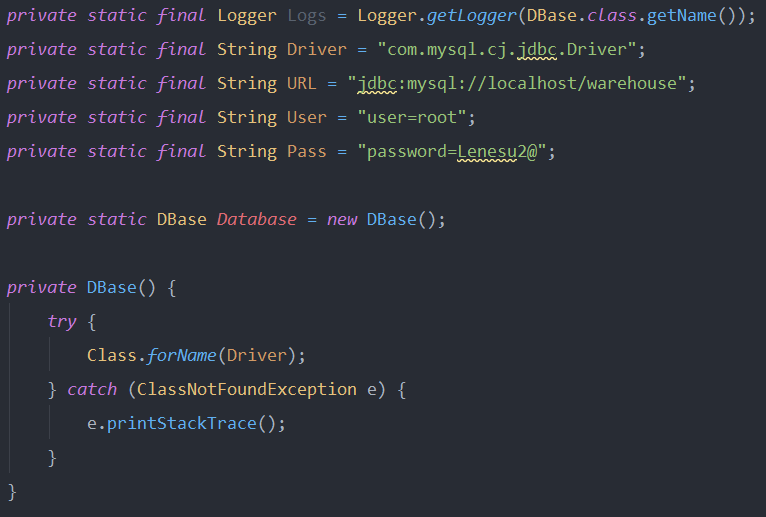 private static final Logger Logs = Logger.getLogger(DBase.class.getName());
private static final String Driver = "com.mysql.cj.jdbc.Driver";
private static final String URL = "jdbc:mysql://localhost/warehouse";
private static final String User = "user=root";
private static final String Pass = "password=Lenesu2@";
private static DBase Database = new DBase();
private DBase() {
try {
Class.forName(Driver);
} catch (ClassNotFoundException e) {
e.printStackTrace();
}
}